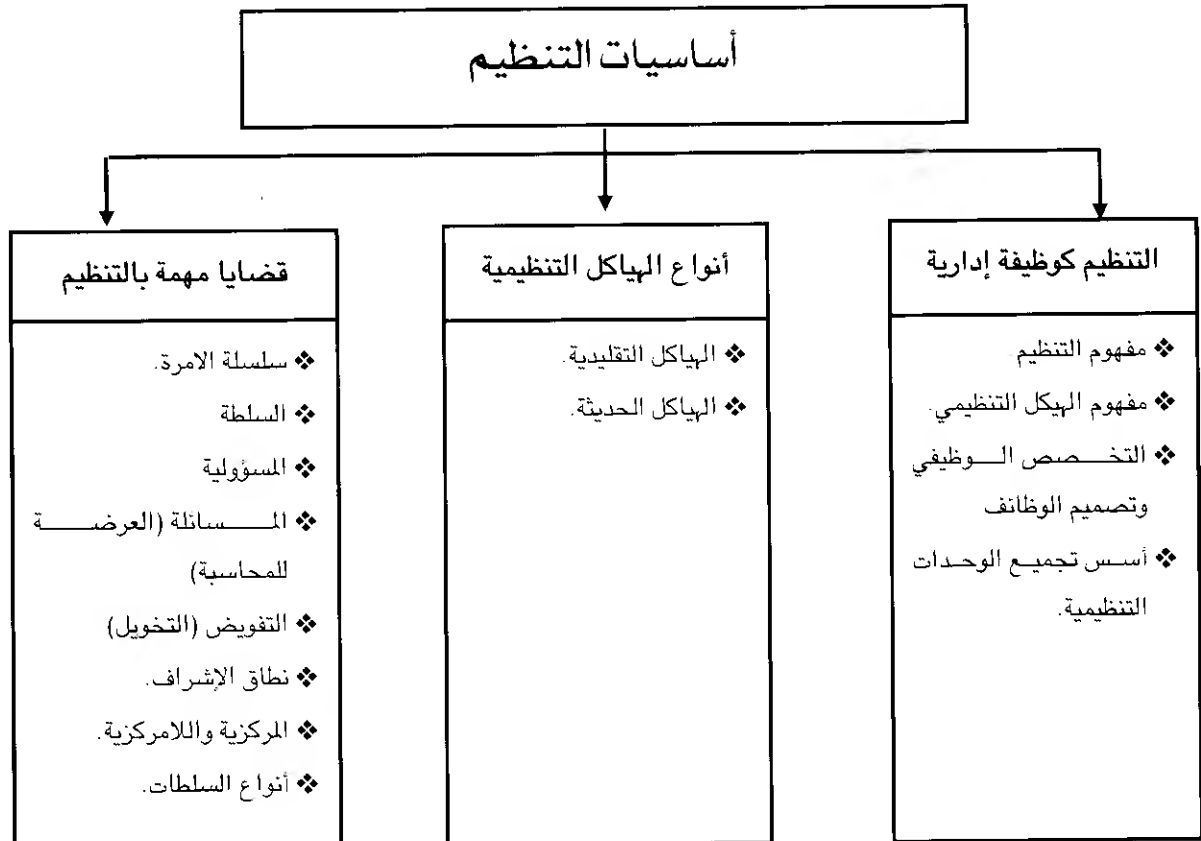 أساسيات التنظيم
التنظيم كوظيفة إدارية
❖ مفهوم التنظيم.
❖ مفهوم الهيكل التنظيمي.
❖ التخصص الوظيفي
وتصميم الوظائف
❖ أسس تجميع الوحدات
التنظيمية.
أنواع الهياكل التنظيمية
❖ الهياكل التقليدية.
❖ الهياكل الحديثة.
قضايا مهمة بالتنظيم
❖ سلسلة الامرة.
❖ السلطة
❖ المسؤولية
❖ المسائلة (العرضة
للمحاسبة)
❖ التفويض (التخويل)
❖ نطاق الإشراف.
❖ المركزية واللامركزية.
❖ أنواع السلطات.